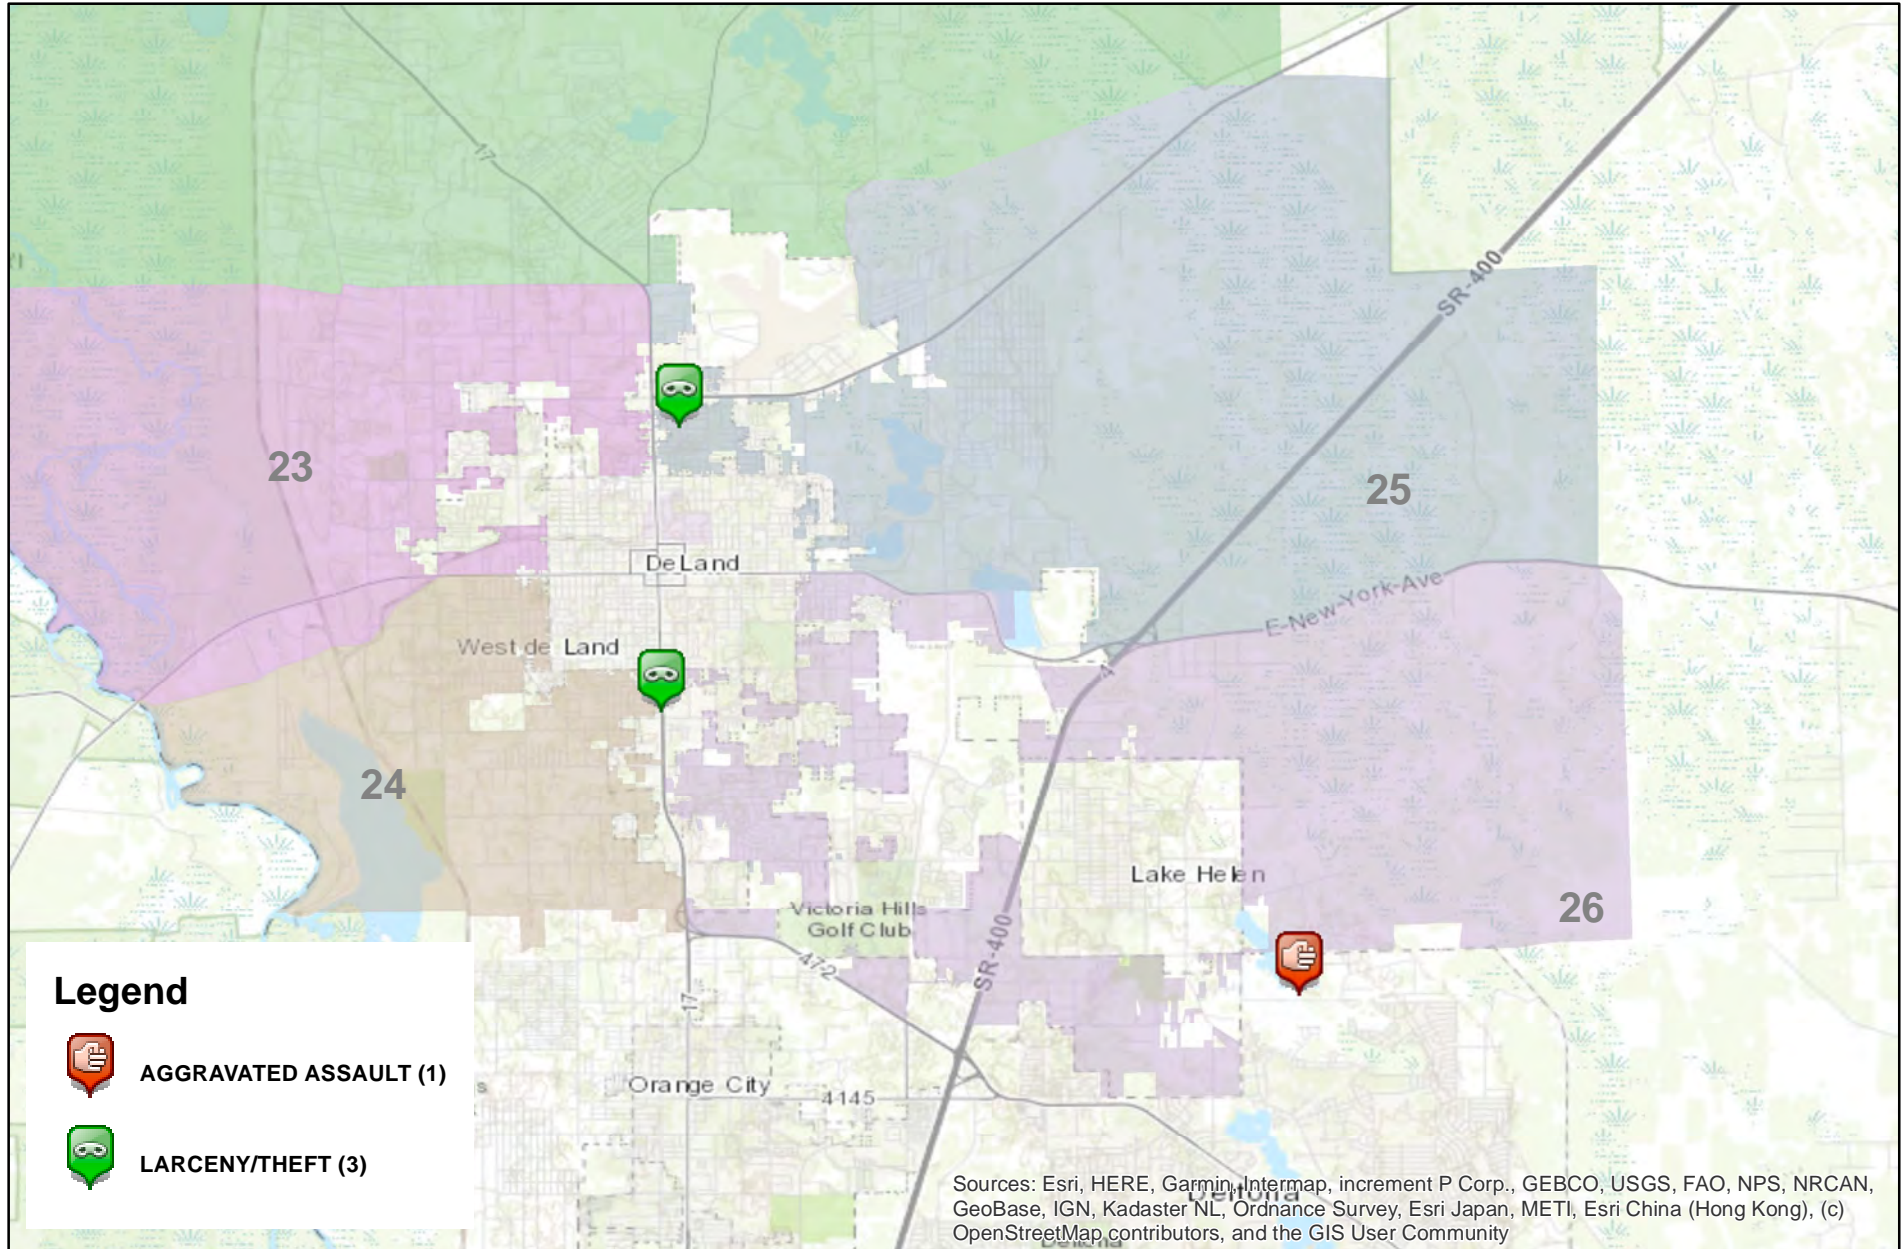 17
SR-400
23
25
DeLand
E-New-York-Ave
West de Land
4
24
Lake Helen
26
Victoria Hills
Golf Club
472
SR-400
17
Legend
AGGRAVATED ASSAULT (1)
LARCENY/THEFT (3)
s
Orange City
4145
Deltona
Sources: Esri, HERE, Garmin, Intermap, increment P Corp., GEBCO, USGS, FAO, NPS, NRCAN,
GeoBase, IGN, Kadaster NL, Ordnance Survey, Esri Japan, METI, Esri China (Hong Kong), (c)
OpenStreetMap contributors, and the GIS User Community
Deltona